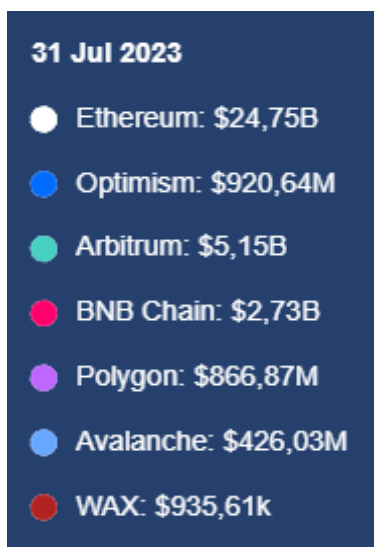 31 Jul 2023
Ethereum: $24,75B
Optimism: $920,64M
Arbitrum: $5,15B
BNB Chain: $2,73B
Polygon: $866,87M
Avalanche: $426,03M
WAX: $935,61k